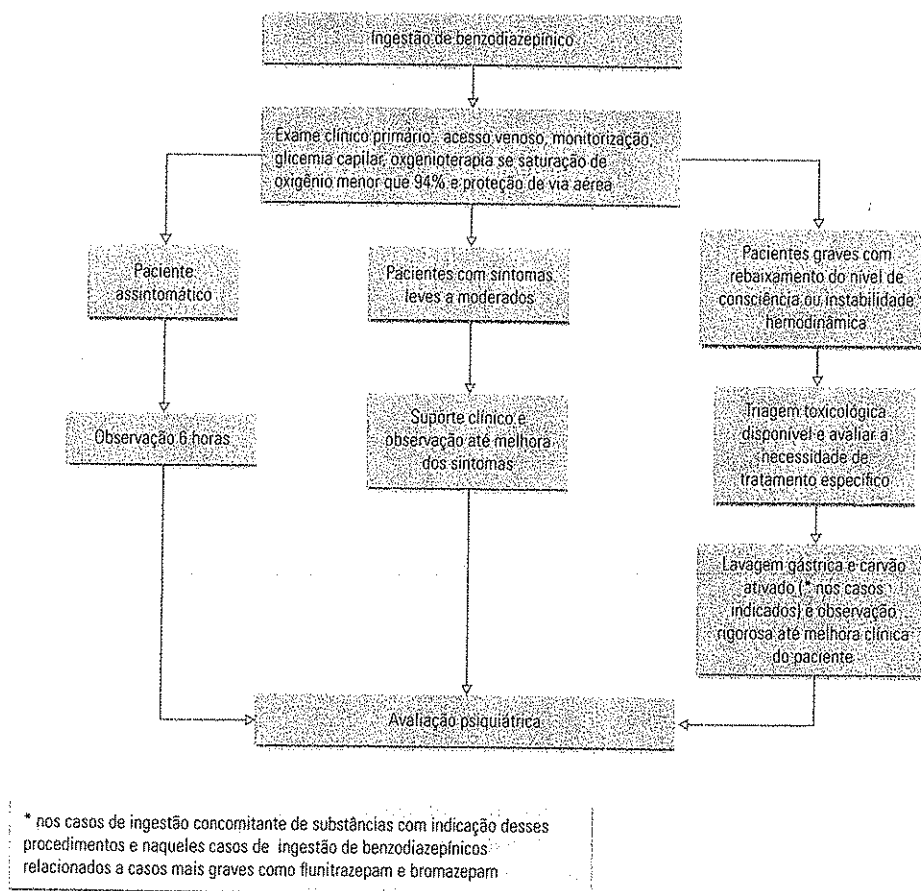 Ingestão de benzodiazepínico
Exame clínico primário: acesso venoso, monitorização,
glicemia capilar, oxgenioterapia se saturação de
oxigênio menor que 94% e proteção de via aérea
Paciente
assintomático
Pacientes com sintomas
leves a moderados
Pacientes graves com
rebaixamento do nível de
consciência ou instabilidade
hemodinâmica
Observação 6 horas
Suporte clínico e
observação até melhora
dos sintomas
Triagem toxicológica
disponível e avaliar a
necessidade de
tratamento específico
Lavagem gástrica e carvão
ativado (* nos casos
indicados) e observação
rigorosa até melhora clínica
do paciente
Avaliação psiquiátrica
* nos casos de ingestão concomitante de substâncias com indicação desses
procedimentos e naqueles casos de ingestão de benzodiazepínicos
relacionados a casos mais graves como flunitrazepam e bromazepam